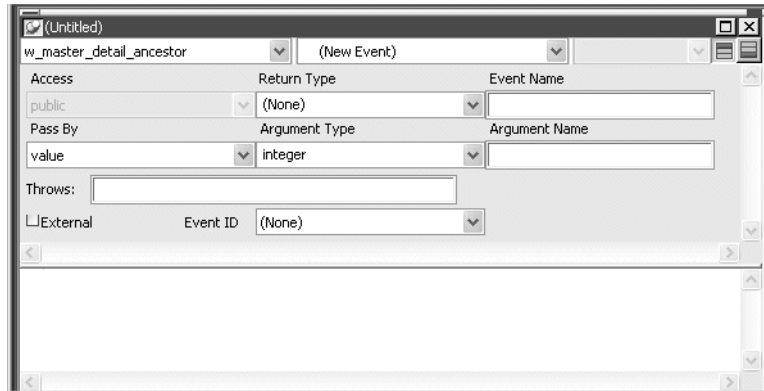 (Untitled)
w_master_detail_ancestor (New Event)
Access Return Type Event Name
public (None)
Pass By Argument Type Argument Name
value integer
Throws:
External Event ID (None)